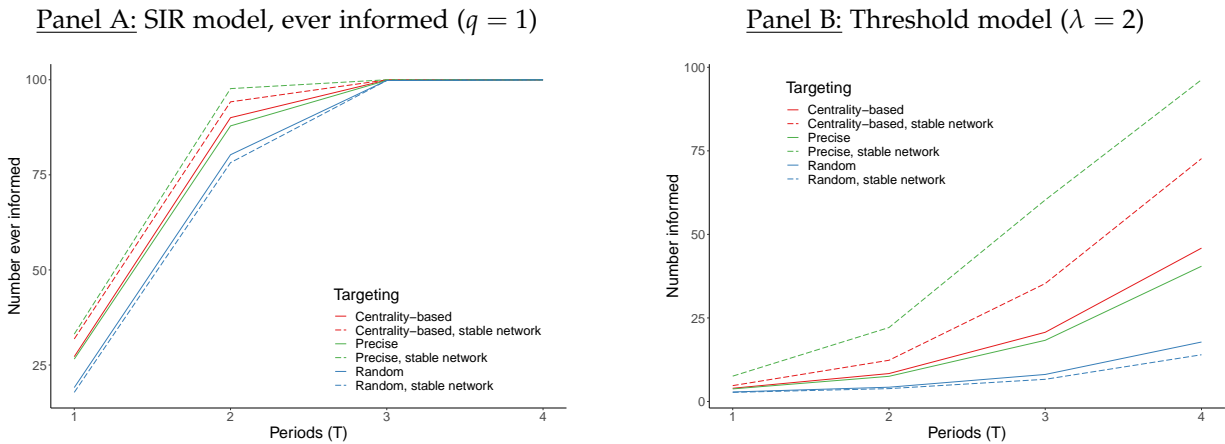 Panel A: SIR model, ever informed (q = 1)
Number ever informed
100
75
50
25
1
2
3
4
Periods (T)
Targeting
Centrality−based
Centrality−based, stable network
Precise
Precise, stable network
Random
Random, stable network
Panel B: Threshold model (λ = 2)
Number informed
100
75
50
25
0
1
2
3
4
Periods (T)
Targeting
Centrality−based
Centrality−based, stable network
Precise
Precise, stable network
Random
Random, stable network